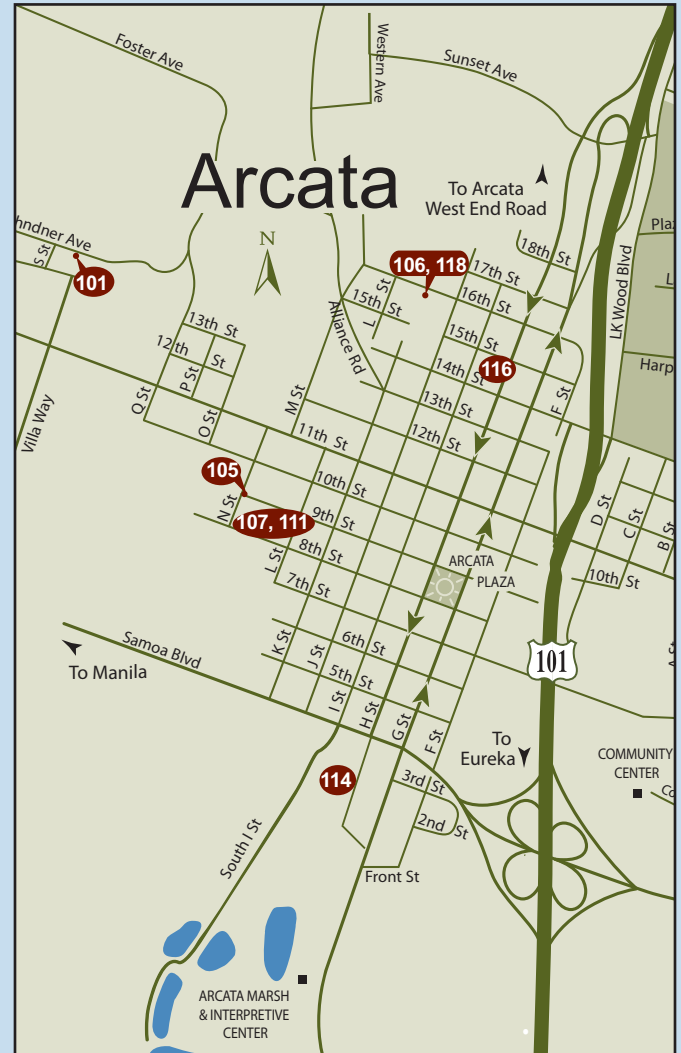 Foster Ave
Western Ave
Sunset Ave
Arcata
To Arcata
West End Road
hndner Ave
S St
101
N
106, 118
18th St
17th St
16th St
15th St
L St
15th St
14th St
116
13th St
12th St
Alliance Rd
LK Wood Blvd
Harp
F St
13th St
12th St
P St
Q St
O St
M St
Villa Way
11th St
10th St
105
N St
107, 111
9th St
8th St
L St
7th St
D St
C St
B St
10th St
ARCATA
PLAZA
Samoa Blvd
To Manila
K St
J St
I St
6th St
5th St
H St
G St
F St
101
To
Eureka
COMMUNITY
CENTER
114
3rd St
2nd St
Front St
South I St
ARCATA MARSH
& INTERPRETIVE
CENTER